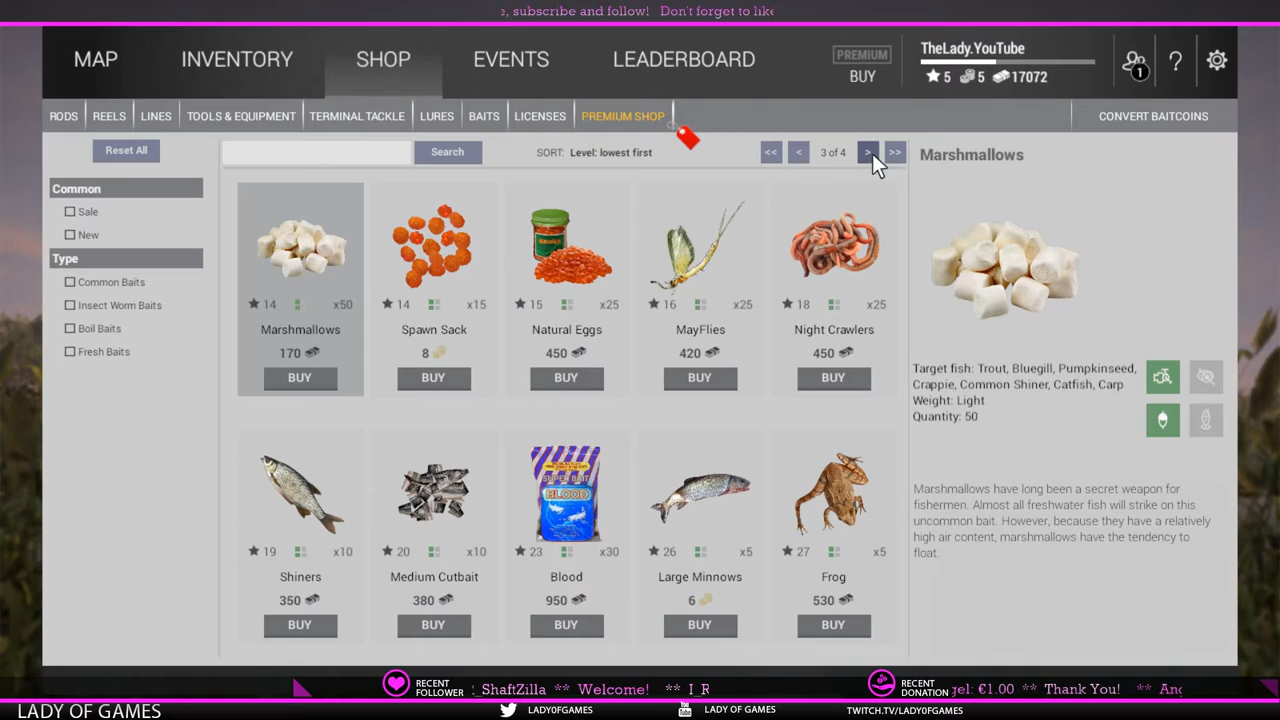 , subscribe and follow! Don't forget to like
MAP INVENTORY SHOP EVENTS LEADERBOARD
PREMIUM
BUY
TheLady.YouTube
5 5 17072
1
?
RODS REELS LINES TOOLS & EQUIPMENT TERMINAL TACKLE LURES BAITS LICENSES PREMIUM SHOP CONVERT BAITCOINS
Reset All
Search
SORT: Level: lowest first
<< < 3 of 4 > >>
Common
Sale
New
Type
Common Baits
Insect Worm Baits
Boil Baits
Fresh Baits
14 x50 14 x15 15 x25 16 x25 18 x25
Marshmallows Spawn Sack Natural Eggs MayFlies Night Crawlers
170 8 450 420 450
BUY BUY BUY BUY BUY
BLOOD
19 x10 20 x10 23 x30 26 x5 27 x5
Shiners Medium Cutbait Blood Large Minnows Frog
350 380 950 6 530
BUY BUY BUY BUY BUY
Marshmallows
Target fish: Trout, Bluegill, Pumpkinseed,
Crappie, Common Shiner, Catfish, Carp
Weight: Light
Quantity: 50
Marshmallows have long been a secret weapon for
fishermen. Almost all freshwater fish will strike on this
uncommon bait. However, because they have a relatively
high air content, marshmallows have the tendency to
float.
RECENT
FOLLOWER
:_ShaftZilla ** Welcome! ** I_R
RECENT
DONATION
gel: €1.00 ** Thank You! ** Ang
LADY OF GAMES
LADY0FGAMES
LADY OF GAMES
TWITCH.TV/LADY0FGAMES